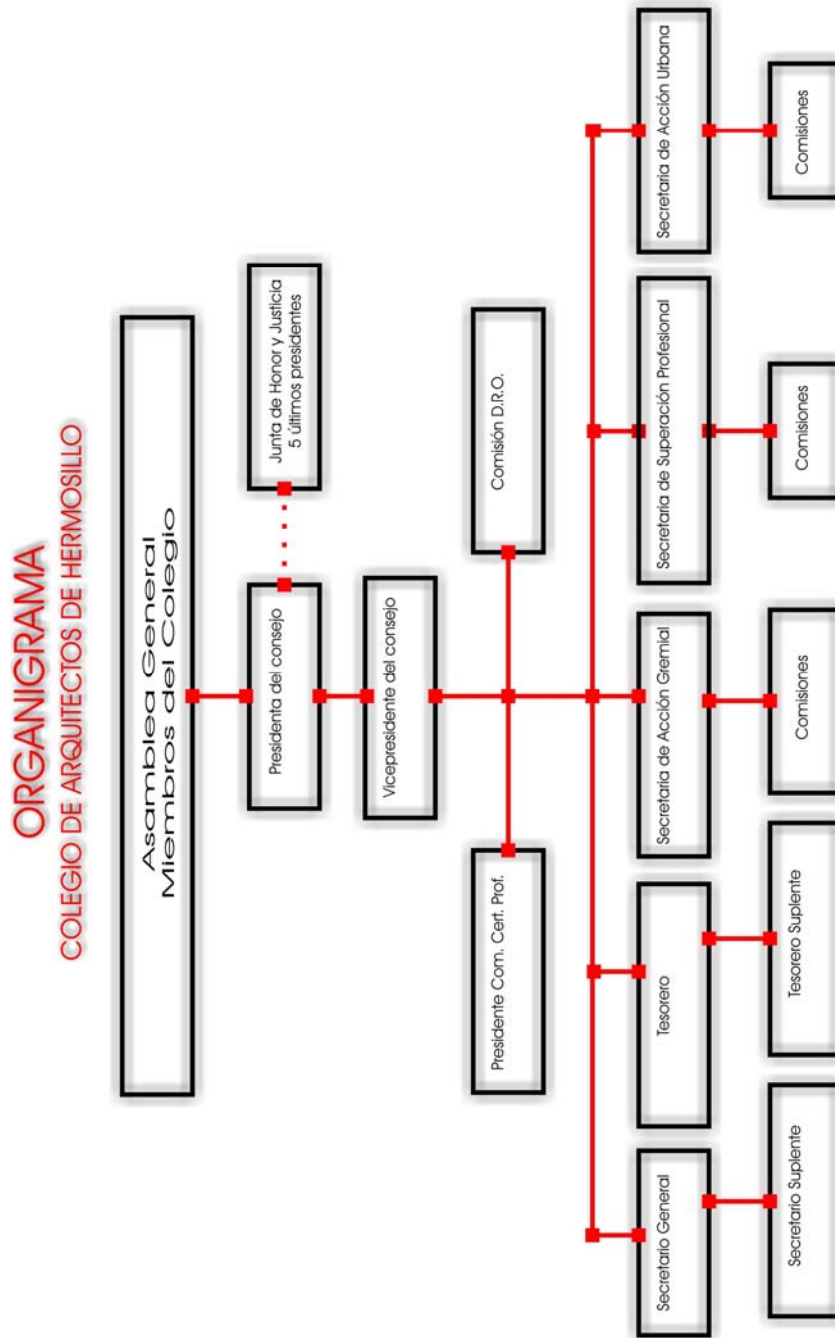 ORGANIGRAMA
COLEGIO DE ARQUITECTOS DE HERMOSILLO
Asamblea General
Miembros del Colegio
Presidenta del consejo
Junta de Honor y Justicia
5 últimos presidentes
Vicepresidente del consejo
Presidente Com. Cert. Prof.
Comisión D.R.O.
Secretario General
Tesorero
Secretaria de Acción Gremial
Secretaria de Superación Profesional
Secretaria de Acción Urbana
Secretario Suplente
Tesorero Suplente
Comisiones
Comisiones
Comisiones